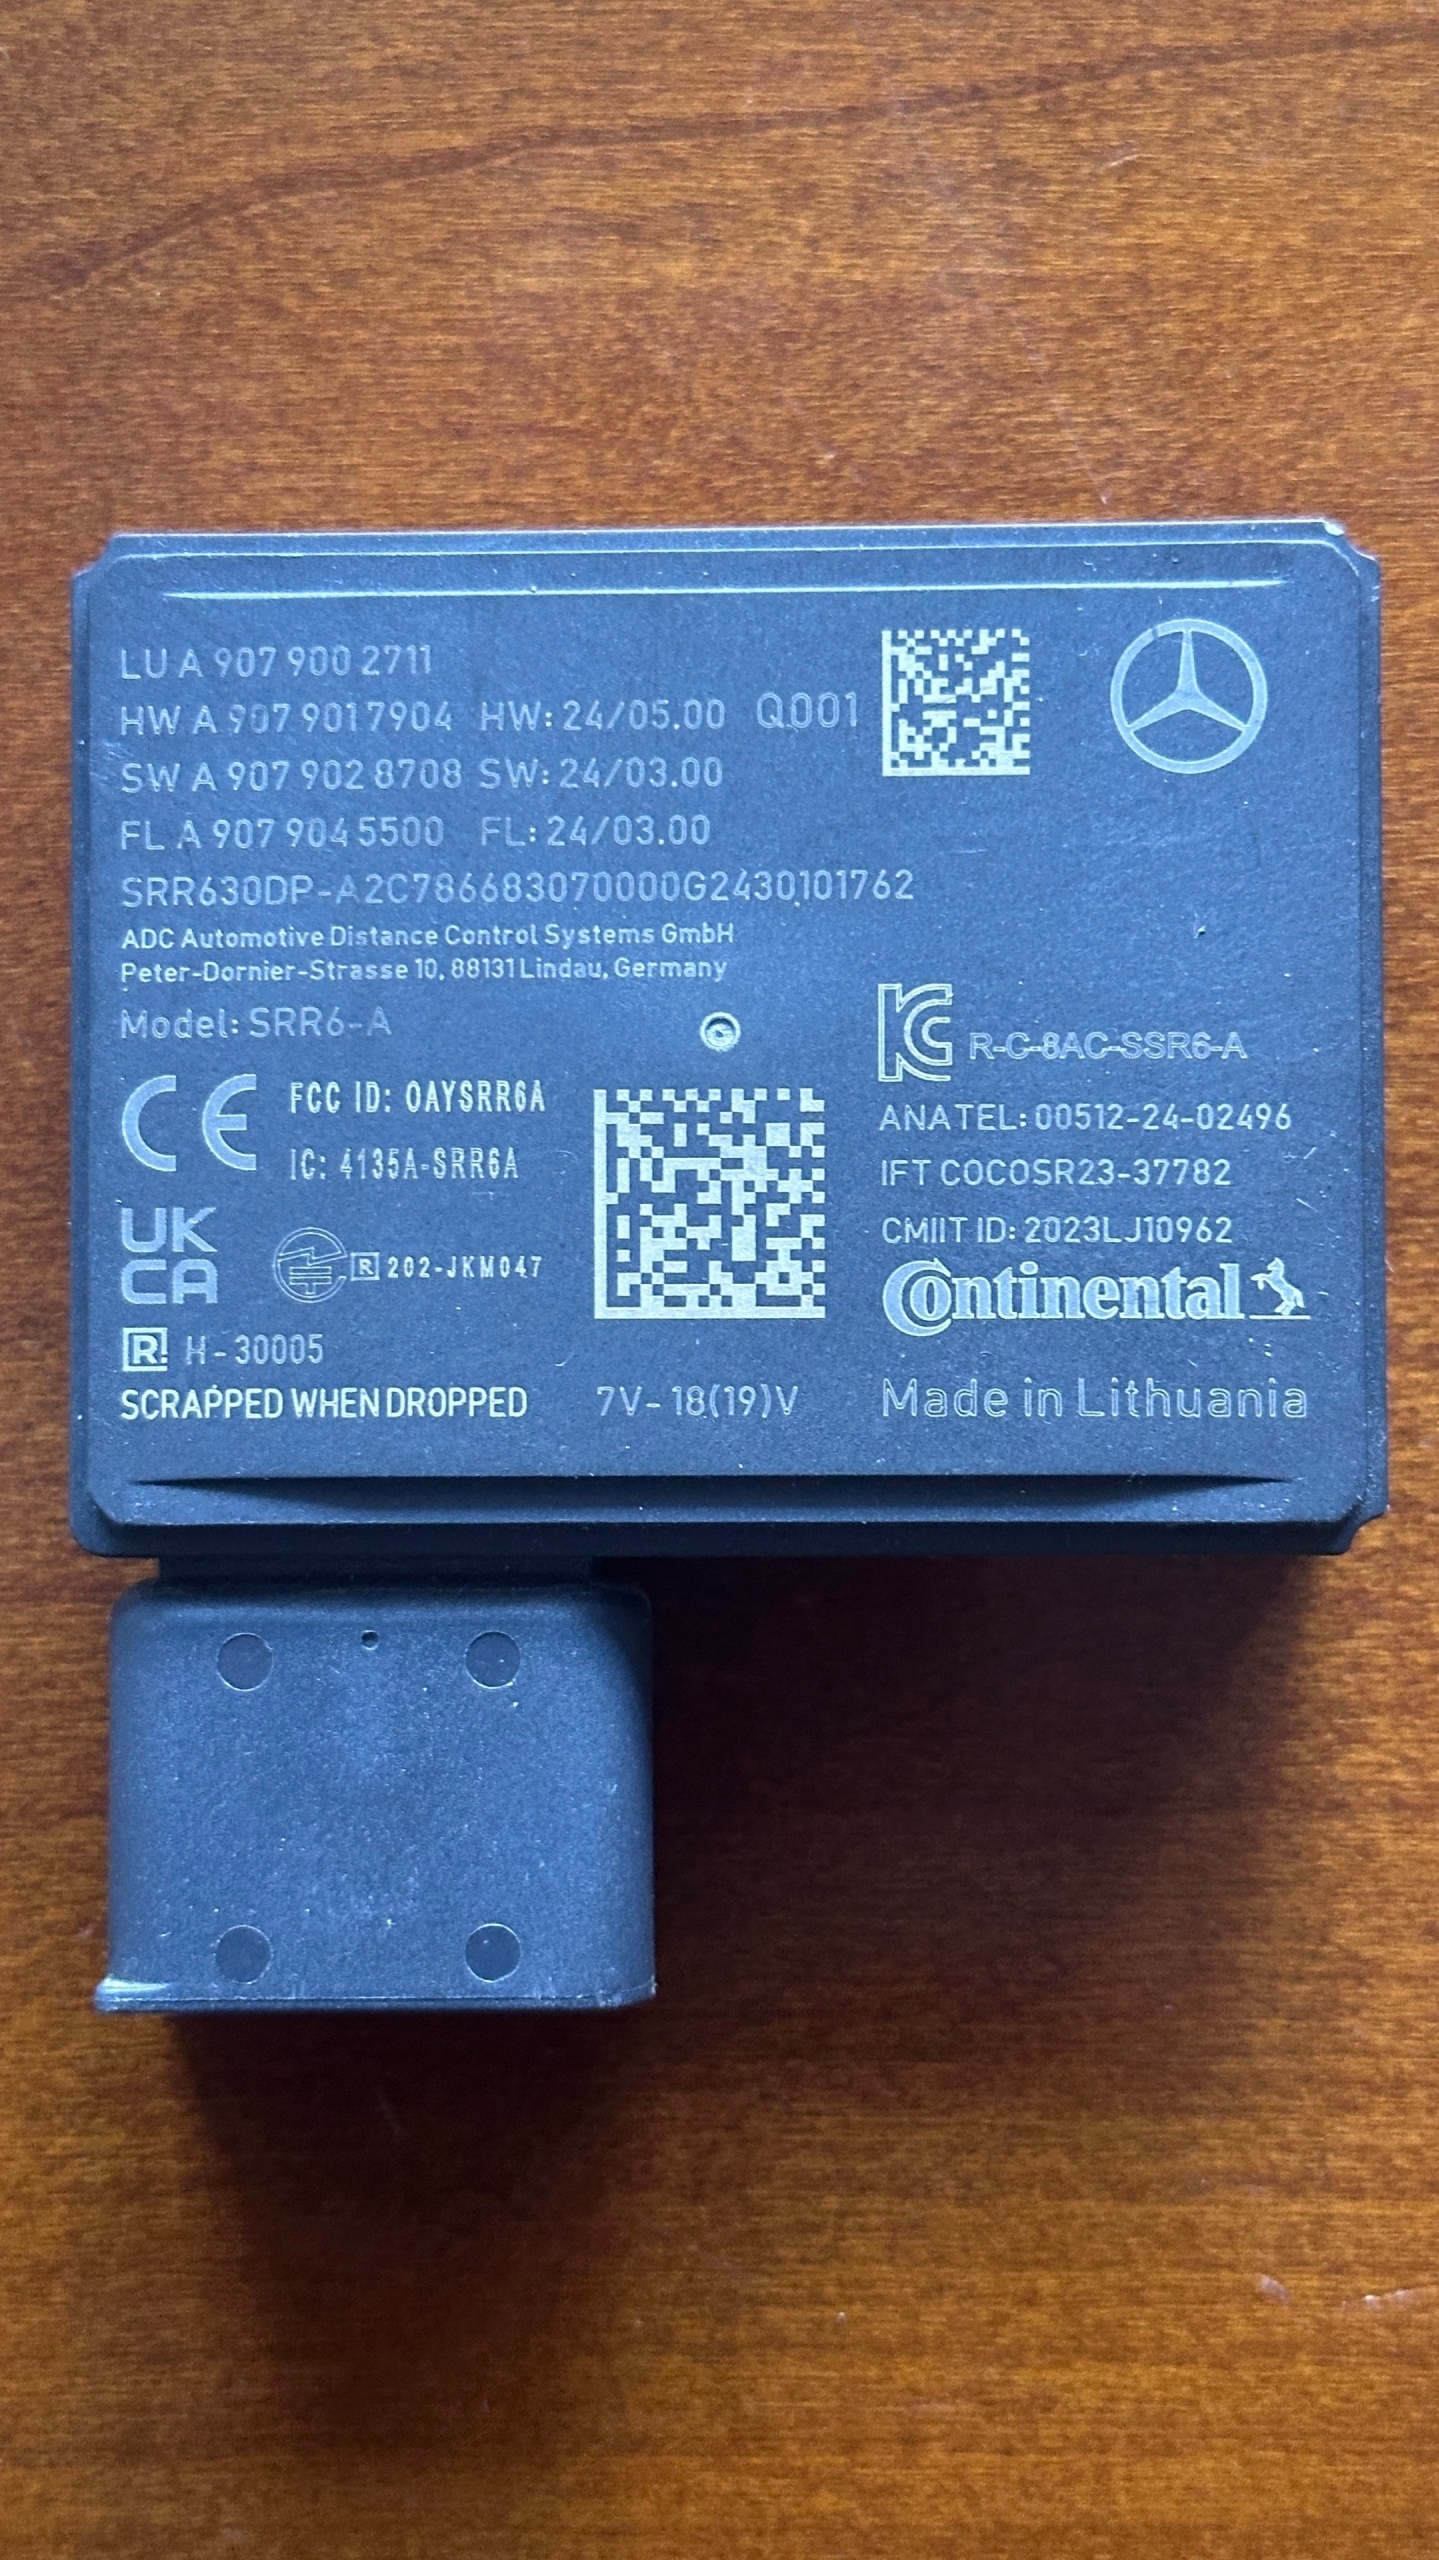 LU A 907 900 2711
HW A 907 901 7904 HW: 24/05.00 Q001
SW A 907 902 8708 SW: 24/03.00
FL A 907 904 5500 FL: 24/03.00
SRR630DP-A2C786683070000G2430101762
ADC Automotive Distance Control Systems GmbH
Peter-Dornier-Strasse 10, 88131 Lindau, Germany
Model: SRR6-A
R-C-8AC-SSR6-A
CE FCC ID: OAYSRR6A
IC: 4135A-SRR6A
ANATEL: 00512-24-02496
IFT COCOSR23-37782
CMIIT ID: 2023LJ10962
UK
CA
R 202-JKM047
Continental
R H-30005
SCRAPPED WHEN DROPPED
7V-18(19)V
Made in Lithuania